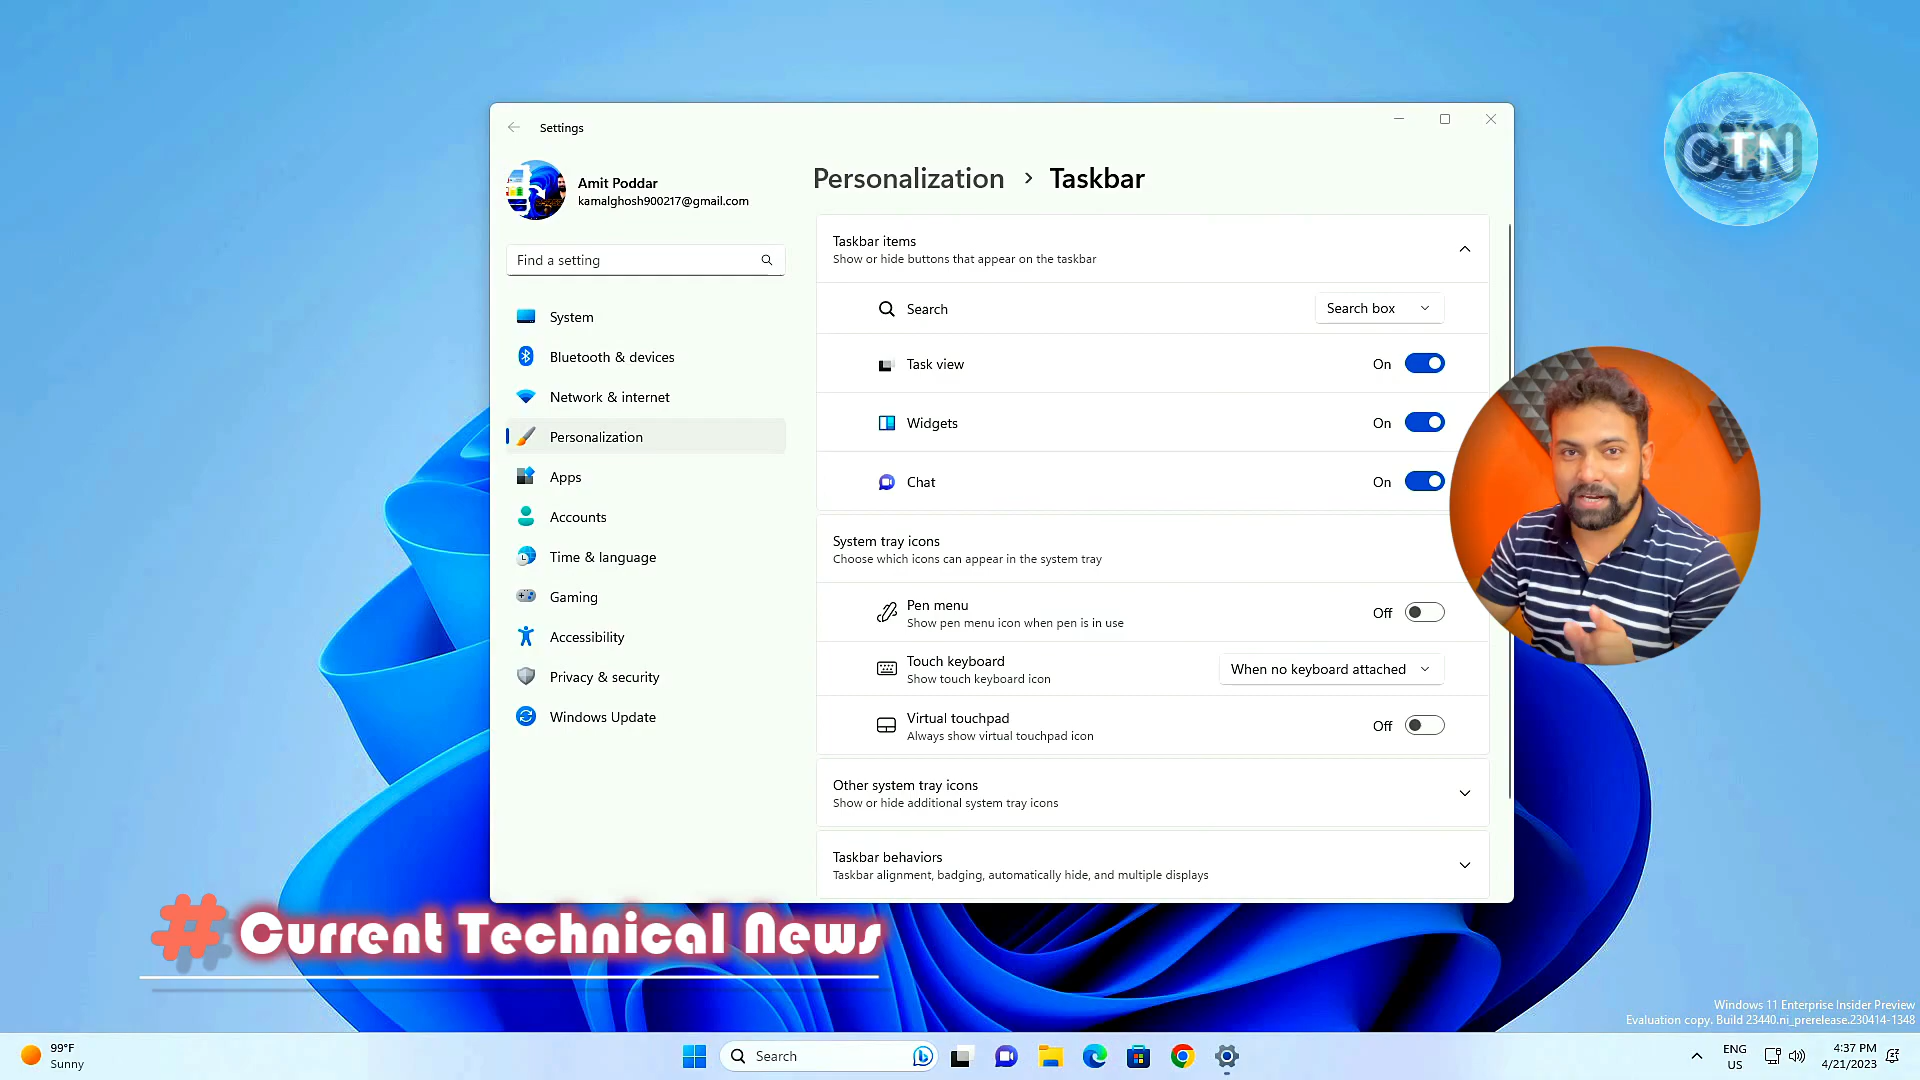 Settings
Amit Poddar
kamalghosh900217@gmail.com
Find a setting
System
Bluetooth & devices
Network & internet
Personalization
Apps
Accounts
Time & language
Gaming
Accessibility
Privacy & security
Windows Update
Personalization > Taskbar
Taskbar items
Show or hide buttons that appear on the taskbar
Search
Search box
Task view
On
Widgets
On
Chat
On
System tray icons
Choose which icons can appear in the system tray
Pen menu
Show pen menu icon when pen is in use
Off
Touch keyboard
Show touch keyboard icon
When no keyboard attached
Virtual touchpad
Always show virtual touchpad icon
Off
Other system tray icons
Show or hide additional system tray icons
Taskbar behaviors
Taskbar alignment, badging, automatically hide, and multiple displays
CTN
# Current Technical News
Windows 11 Enterprise Insider Preview
Evaluation copy. Build 23440.ni_prerelease.230414-1348
99°F
Sunny
Search
ENG
US
4:37 PM
4/21/2023